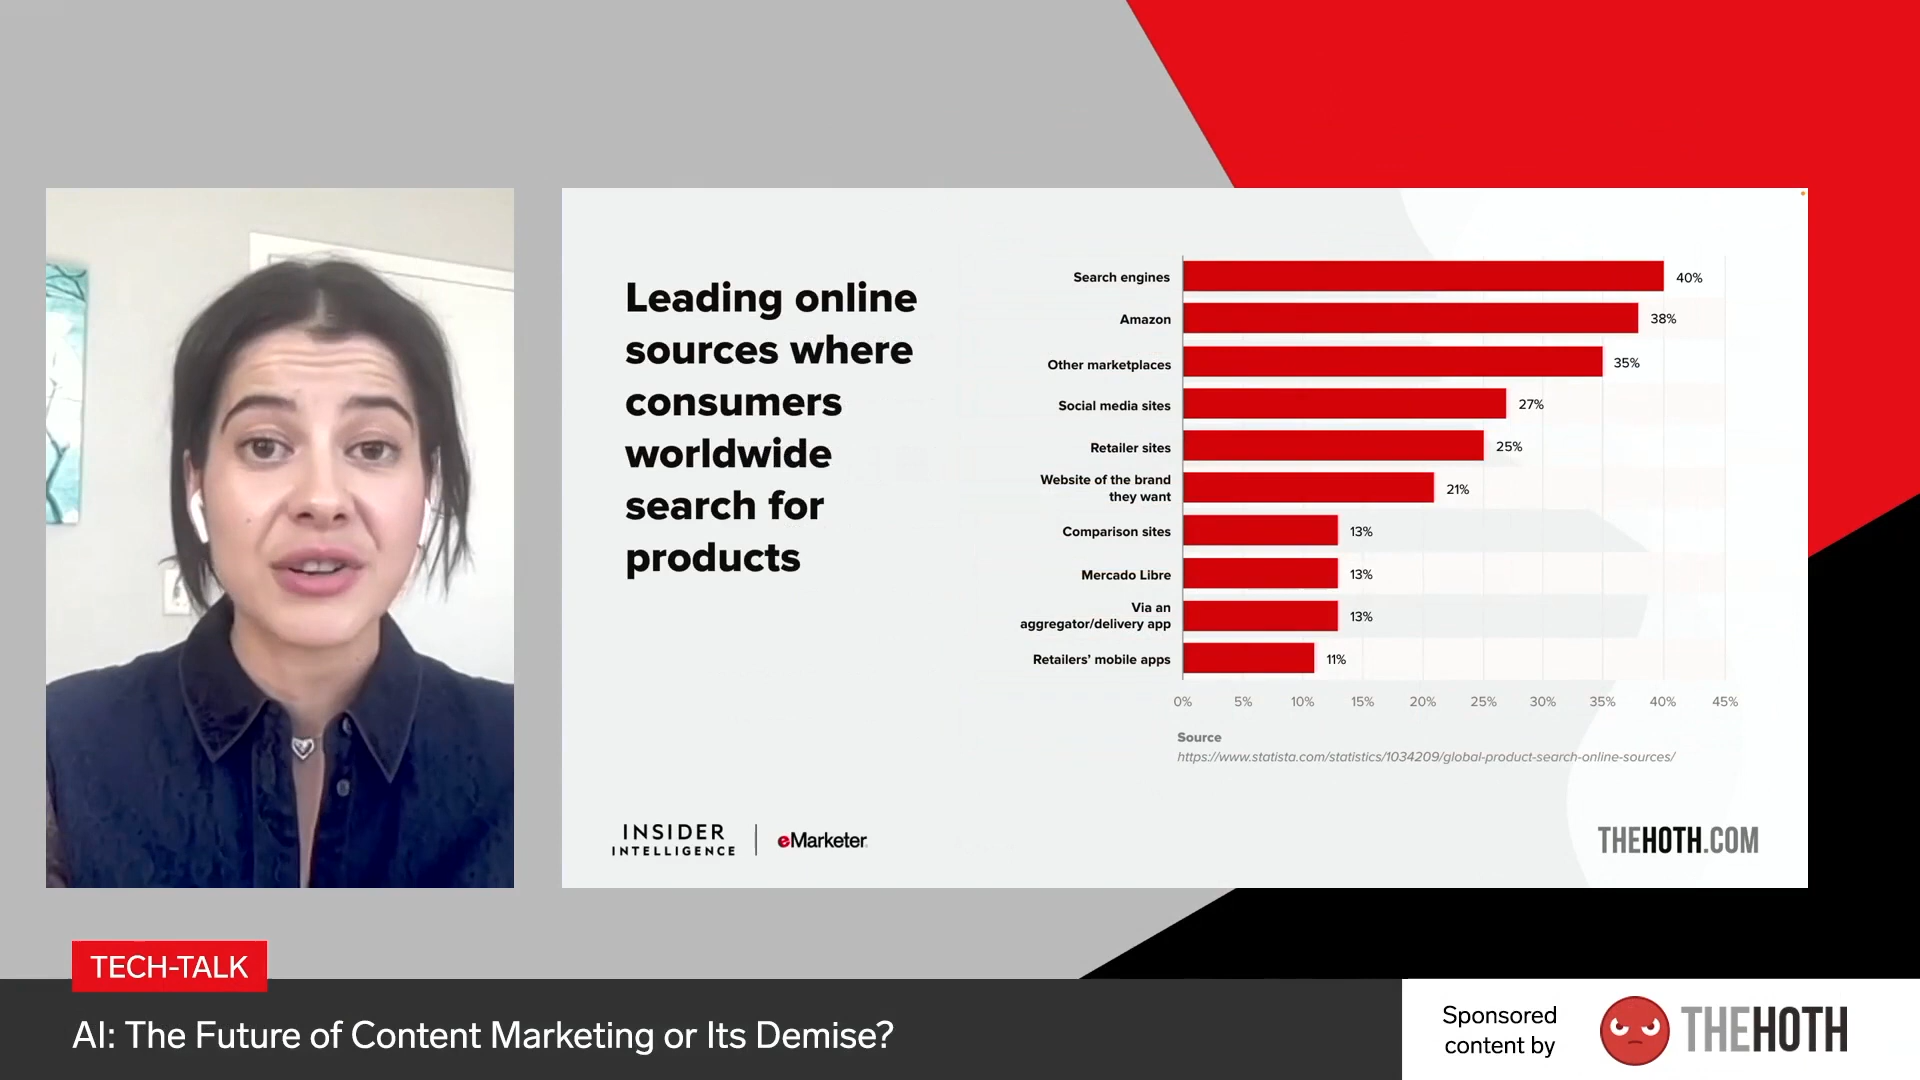 Leading online
sources where
consumers
worldwide
search for
products
Search engines
40%
Amazon
38%
Other marketplaces
35%
Social media sites
27%
Retailer sites
25%
Website of the brand
they want
21%
Comparison sites
13%
Mercado Libre
13%
Via an
aggregator/delivery app
13%
Retailers’ mobile apps
11%
0% 5% 10% 15% 20% 25% 30% 35% 40% 45%
Source
https://www.statista.com/statistics/1034209/global-product-search-online-sources/
INSIDER
INTELLIGENCE
eMarketer
THEHOTH.COM
TECH-TALK
AI: The Future of Content Marketing or Its Demise?
Sponsored
content by
THEHOTH